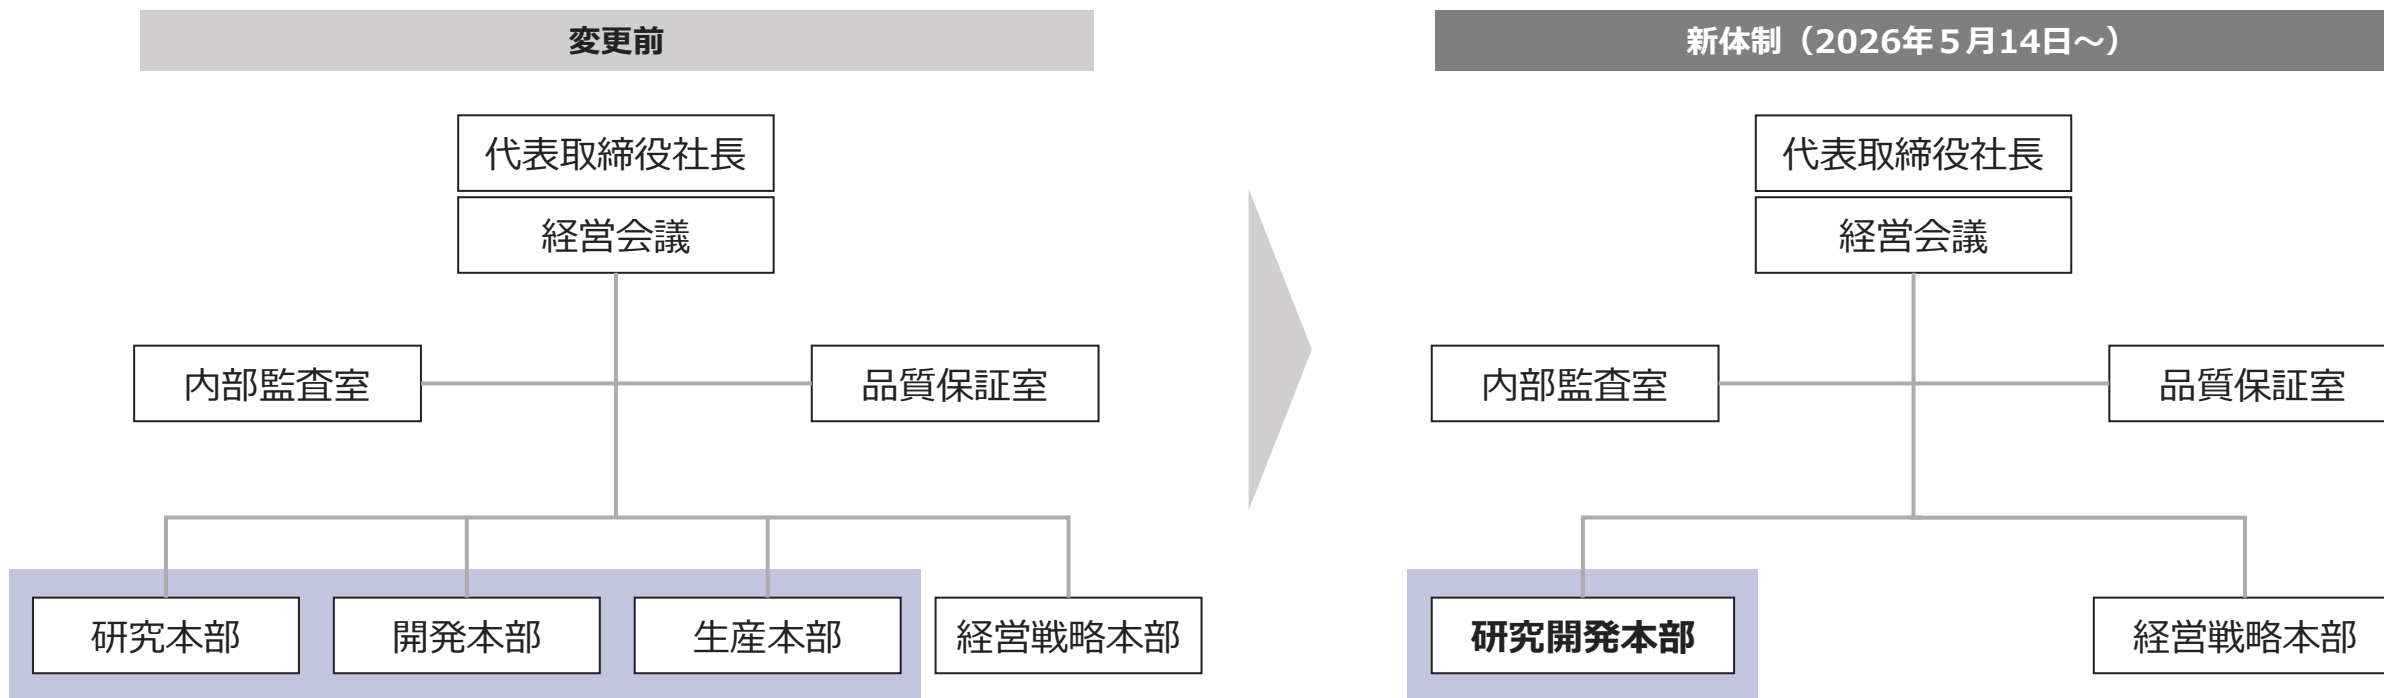 変更前
代表取締役社長
経営会議
内部監査室
品質保証室
研究本部
開発本部
生産本部
経営戦略本部
新体制（2026年５月14日～）
代表取締役社長
経営会議
内部監査室
品質保証室
研究開発本部
経営戦略本部